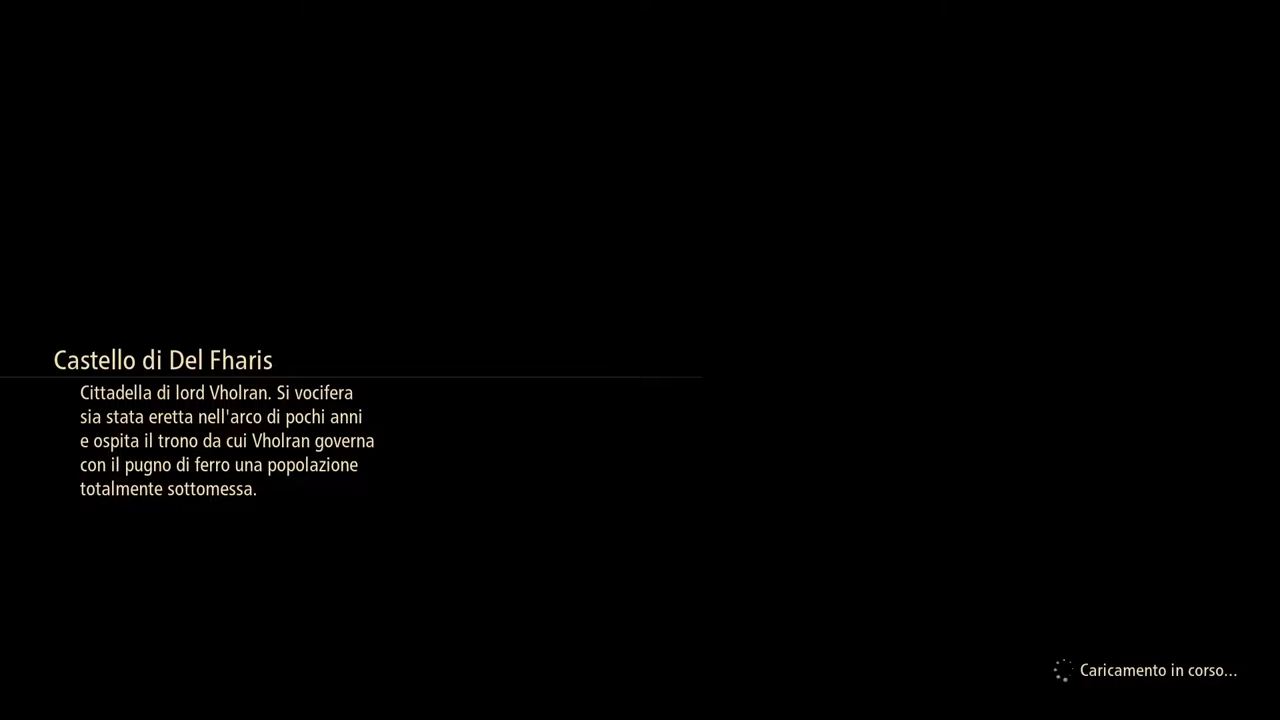 Castello di Del Fharis
Cittadella di lord Vholran. Si vocifera
sia stata eretta nell'arco di pochi anni
e ospita il trono da cui Vholran governa
con il pugno di ferro una popolazione
totalmente sottomessa.
Caricamento in corso...